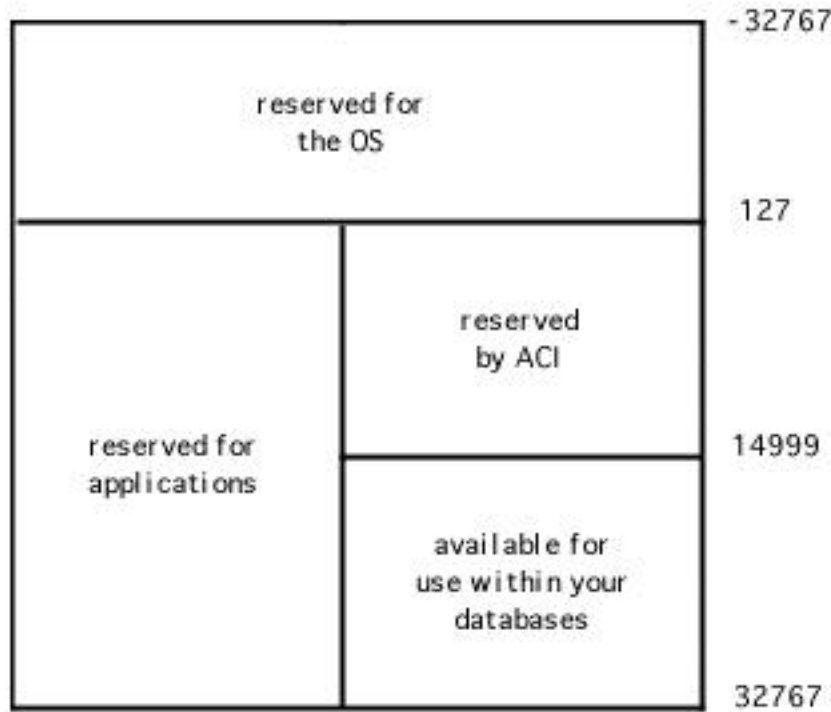 -32767
reserved for
the OS
127
reserved
by ACI
reserved for
applications
14999
available for
use within your
databases
32767